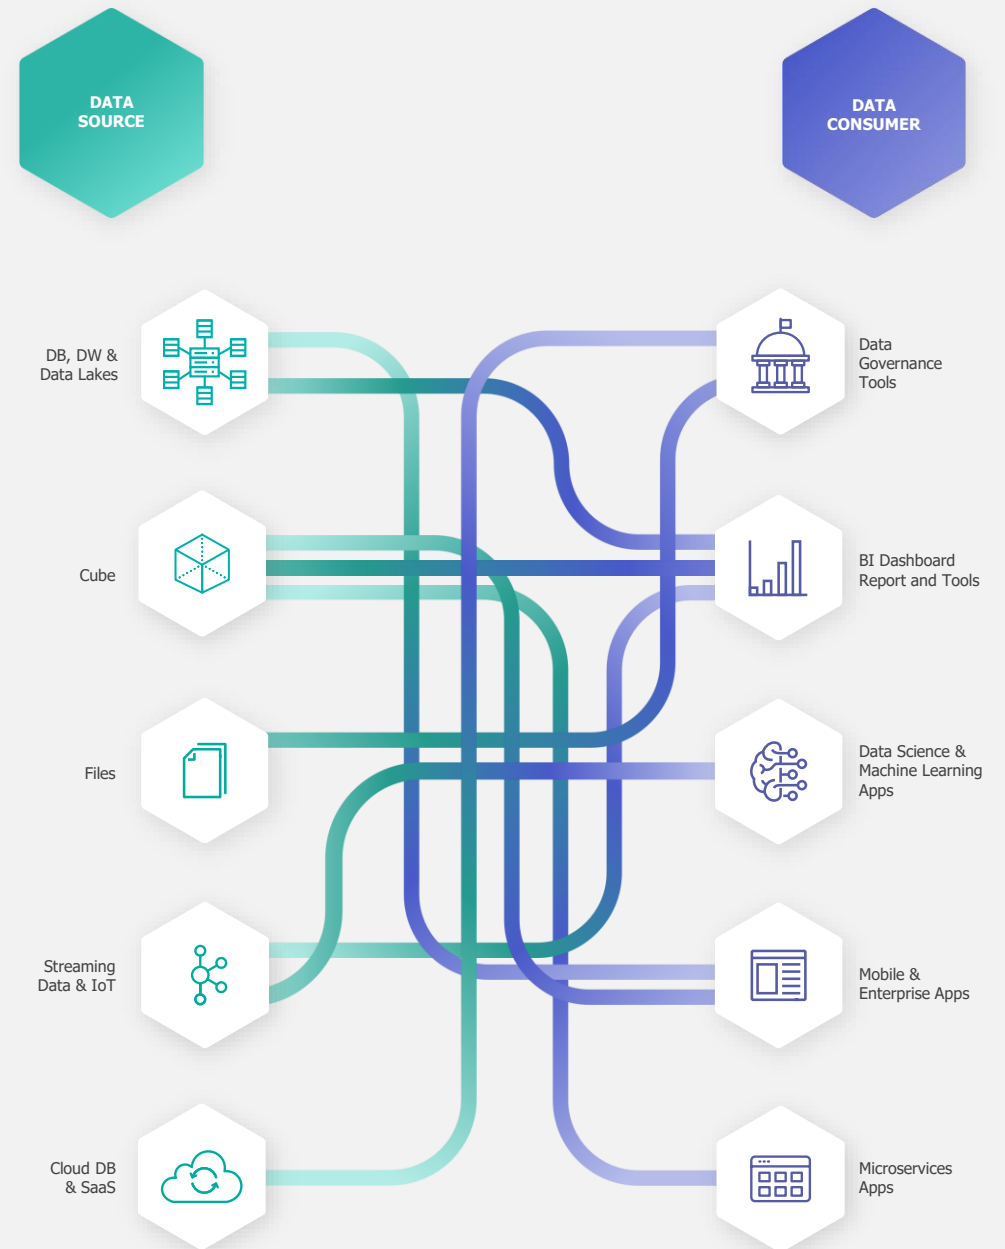 DATA
SOURCE
DATA
CONSUMER
DB, DW &
Data Lakes
Data
Governance
Tools
Cube
BI Dashboard
Report and Tools
Files
Data Science &
Machine Learning
Apps
Streaming
Data & IoT
Mobile &
Enterprise Apps
Cloud DB
& SaaS
Microservices
Apps